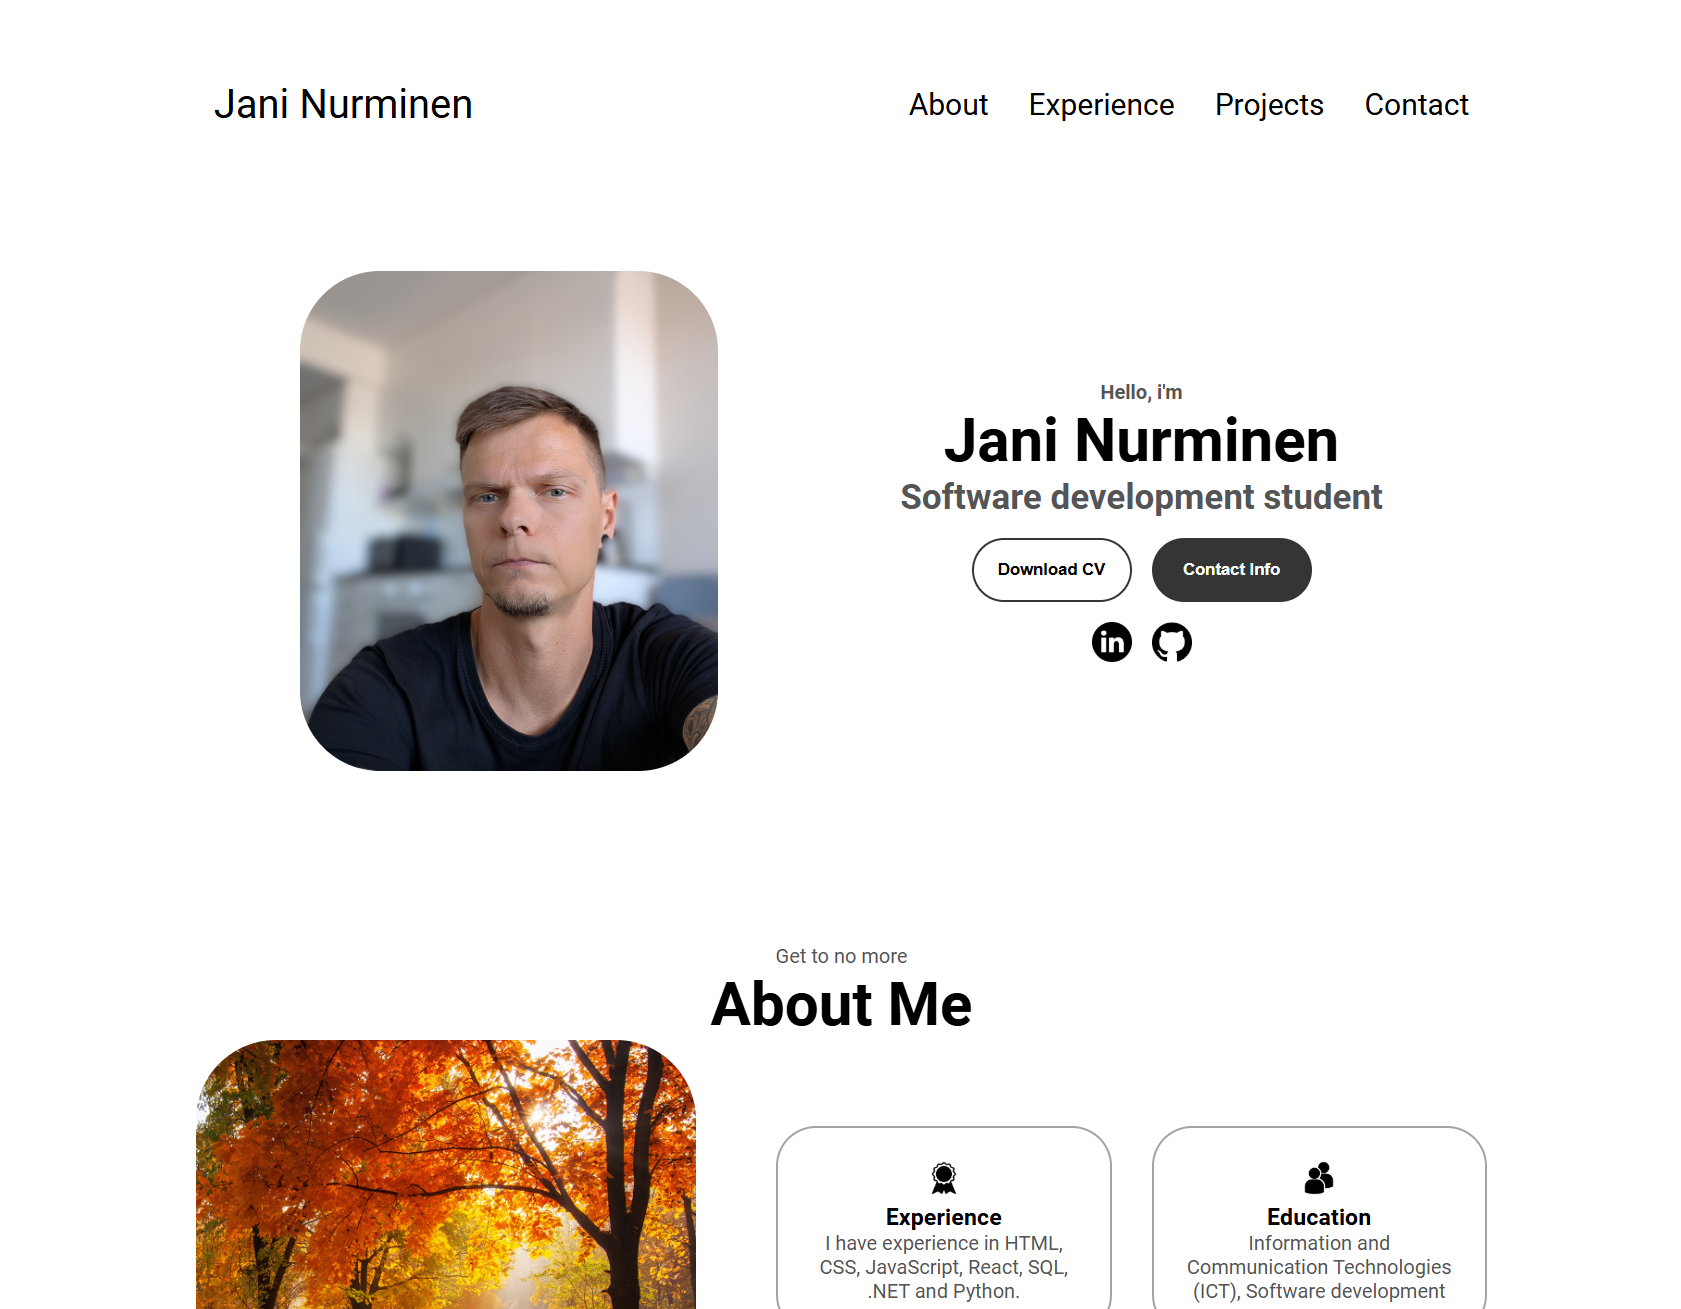 Jani Nurminen
About Experience Projects Contact
Hello, i'm
Jani Nurminen
Software development student
Download CV
Contact Info
in
Get to no more
About Me
Experience
I have experience in HTML,
CSS, JavaScript, React, SQL,
.NET and Python.
Education
Information and
Communication Technologies
(ICT), Software development